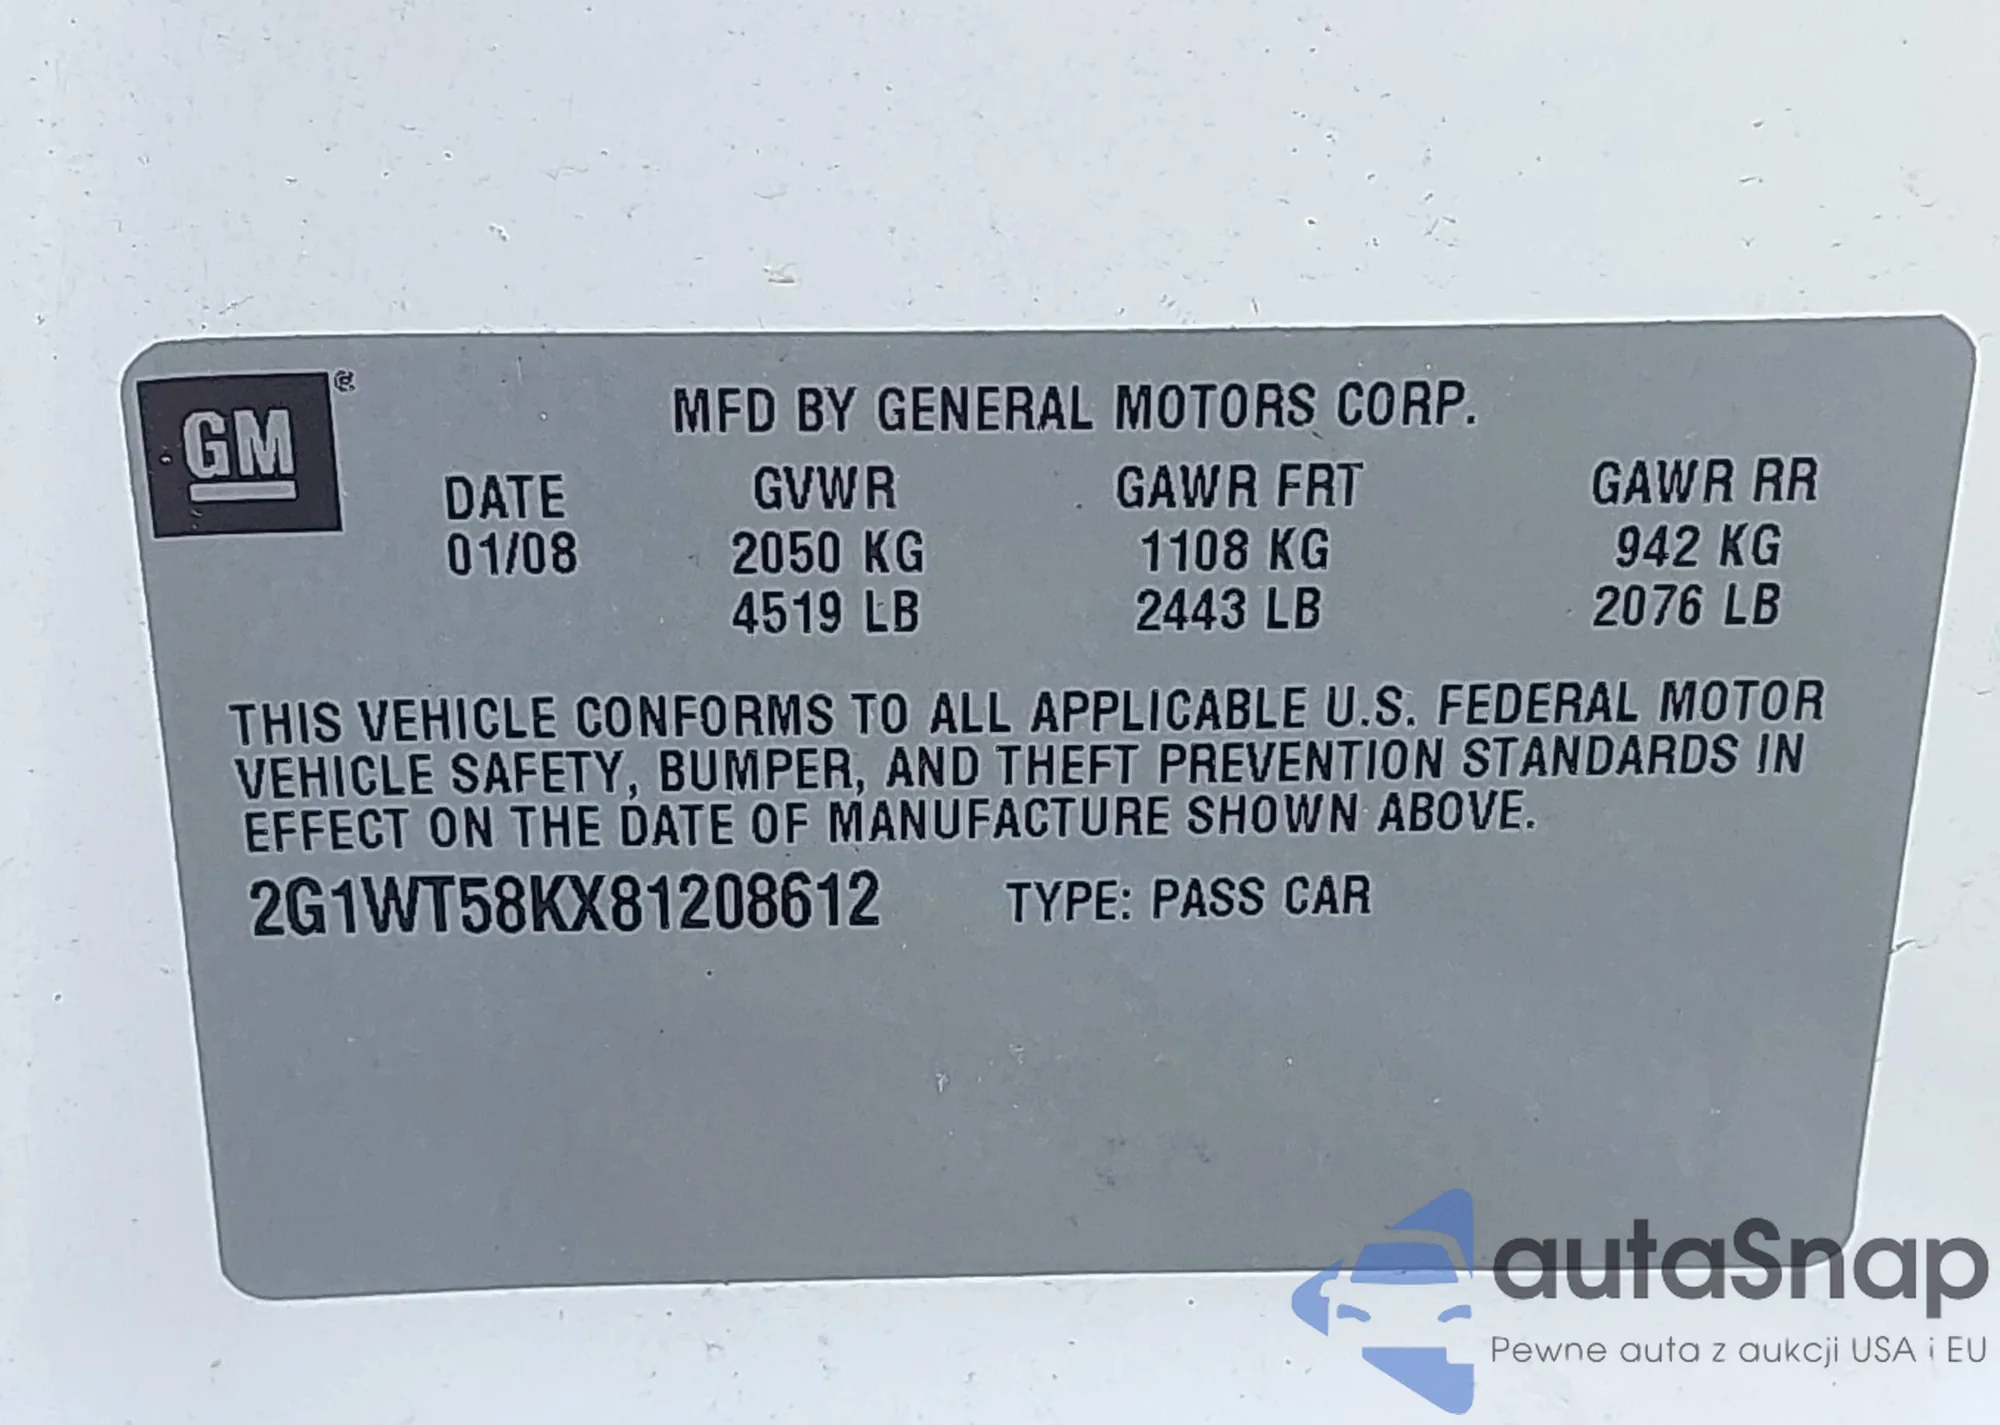 GM
MFD BY GENERAL MOTORS CORP.
DATE GVWR GAWR FRT GAWR RR
01/08 2050 KG 1108 KG 942 KG
4519 LB 2443 LB 2076 LB
THIS VEHICLE CONFORMS TO ALL APPLICABLE U.S. FEDERAL MOTOR
VEHICLE SAFETY, BUMPER, AND THEFT PREVENTION STANDARDS IN
EFFECT ON THE DATE OF MANUFACTURE SHOWN ABOVE.
2G1WT58KX81208612 TYPE: PASS CAR
autaSnap
Pewne auta z aukcji USA i EU